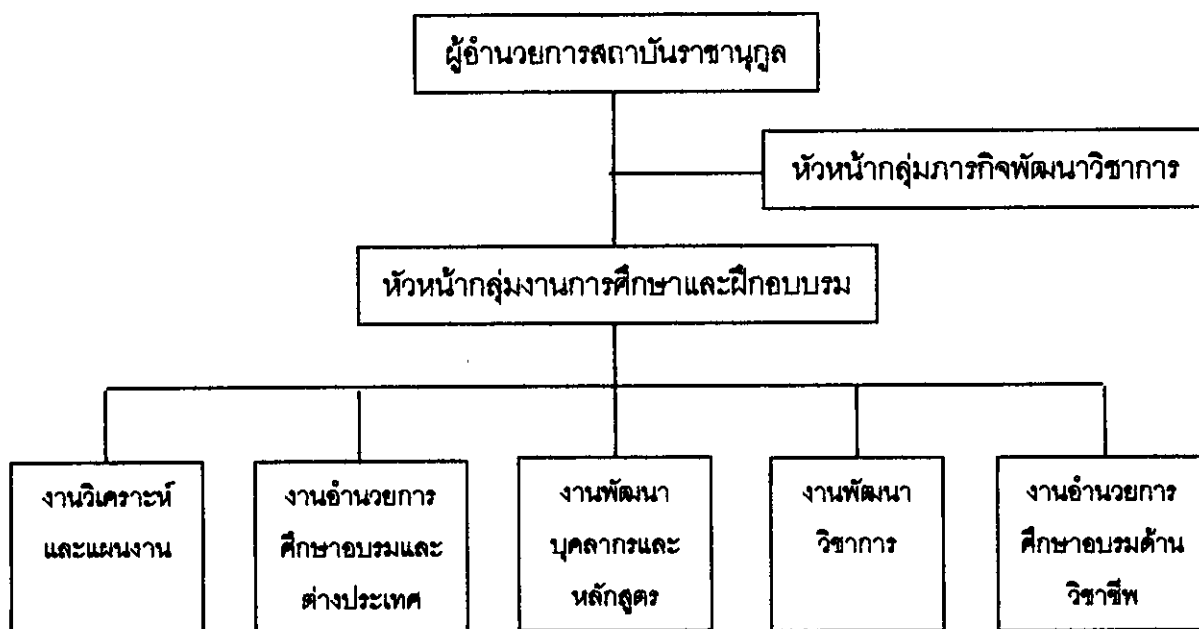 ผู้อำนวยการสถาบันราชานุกูล
หัวหน้ากลุ่มภารกิจพัฒนาวิชาการ
หัวหน้ากลุ่มงานการศึกษาและฝึกอบบรม
งานวิเคราะห์
และแผนงาน
งานอำนวยการ
ศึกษาอบรมและ
ต่างประเทศ
งานพัฒนา
บุคลากรและ
หลักสูตร
งานพัฒนา
วิชาการ
งานอำนวยการ
ศึกษาอบรมด้าน
วิชาชีพ